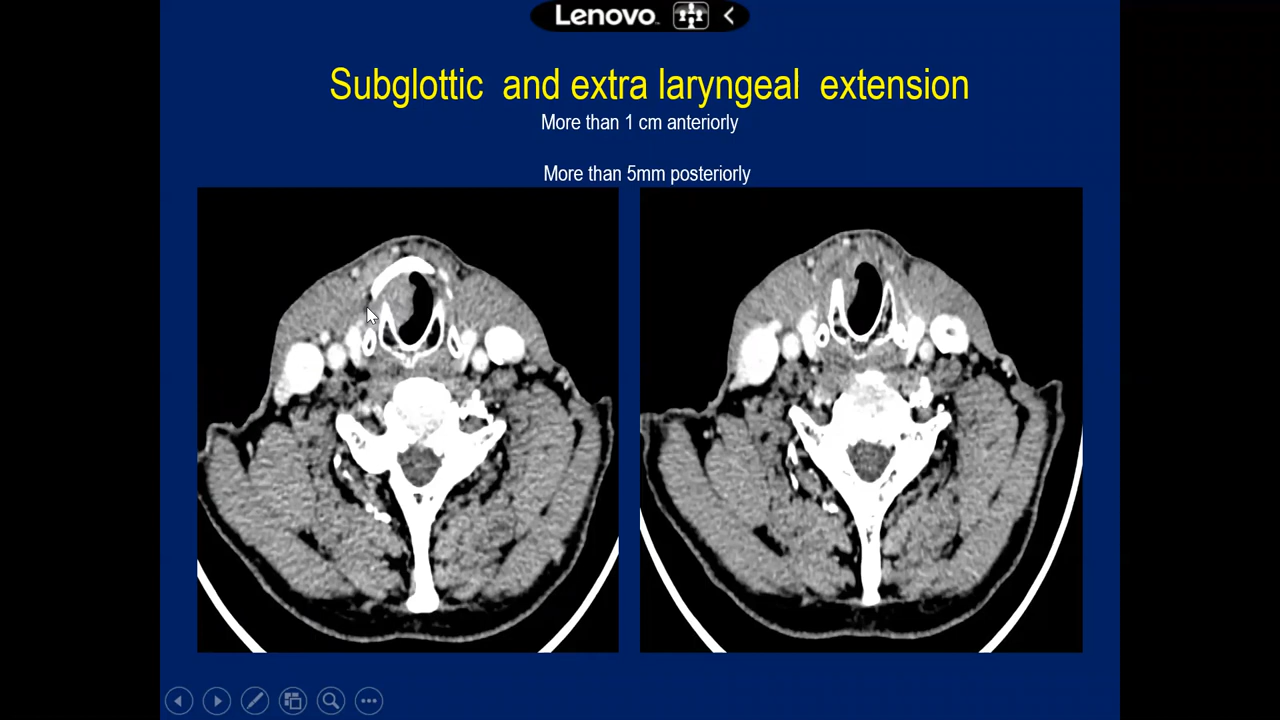 Lenovo
Subglottic and extra laryngeal extension
More than 1 cm anteriorly
More than 5mm posteriorly